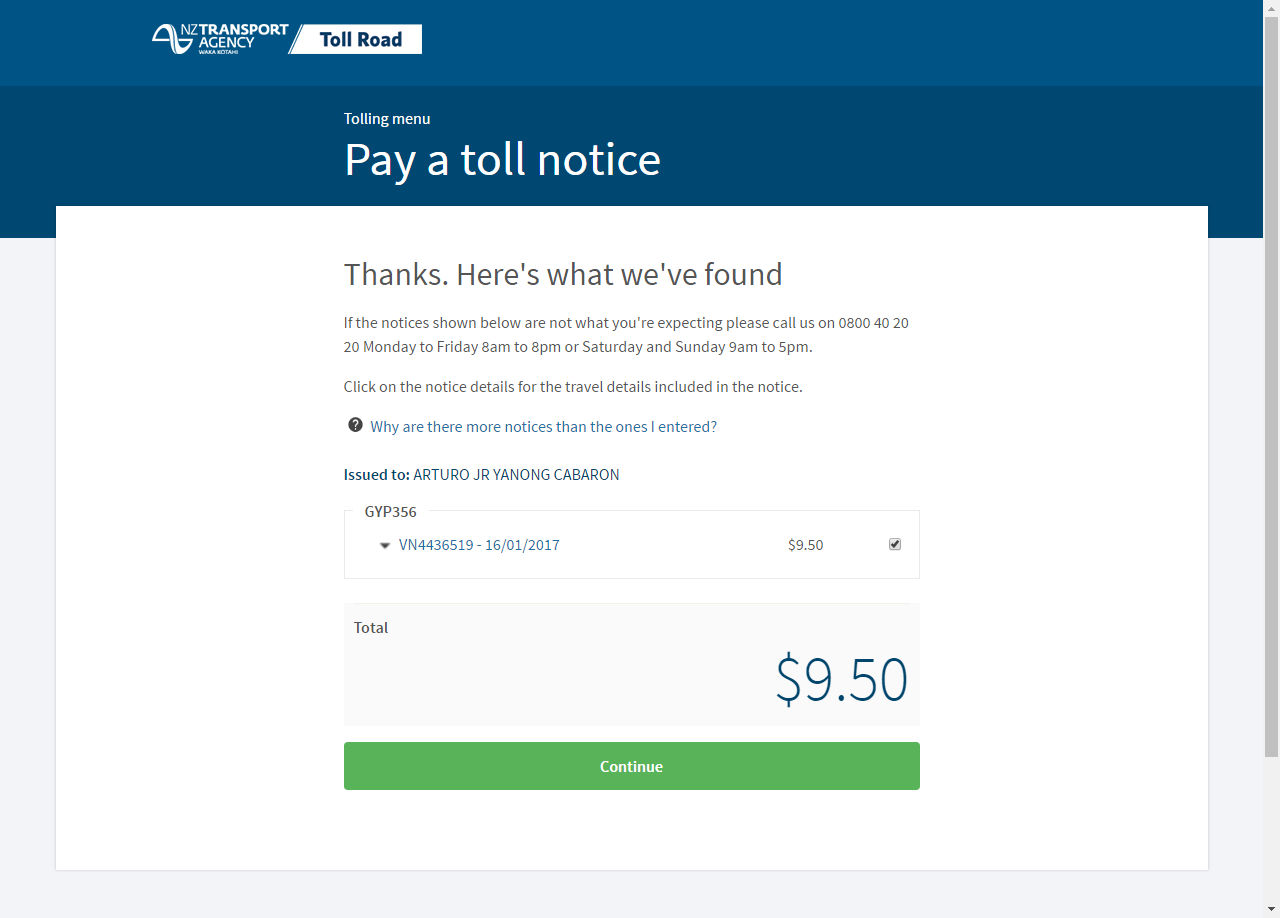 NZTRANSPORT
AGENCY
WAKA KOTAHI
Toll Road
Tolling menu
Pay a toll notice
Thanks. Here's what we've found
If the notices shown below are not what you're expecting please call us on 0800 40 20
20 Monday to Friday 8am to 8pm or Saturday and Sunday 9am to 5pm.
Click on the notice details for the travel details included in the notice.
? Why are there more notices than the ones I entered?
Issued to: ARTURO JR YANONG CABARON
GYP356
VN4436519 - 16/01/2017 $9.50
Total
$9.50
Continue